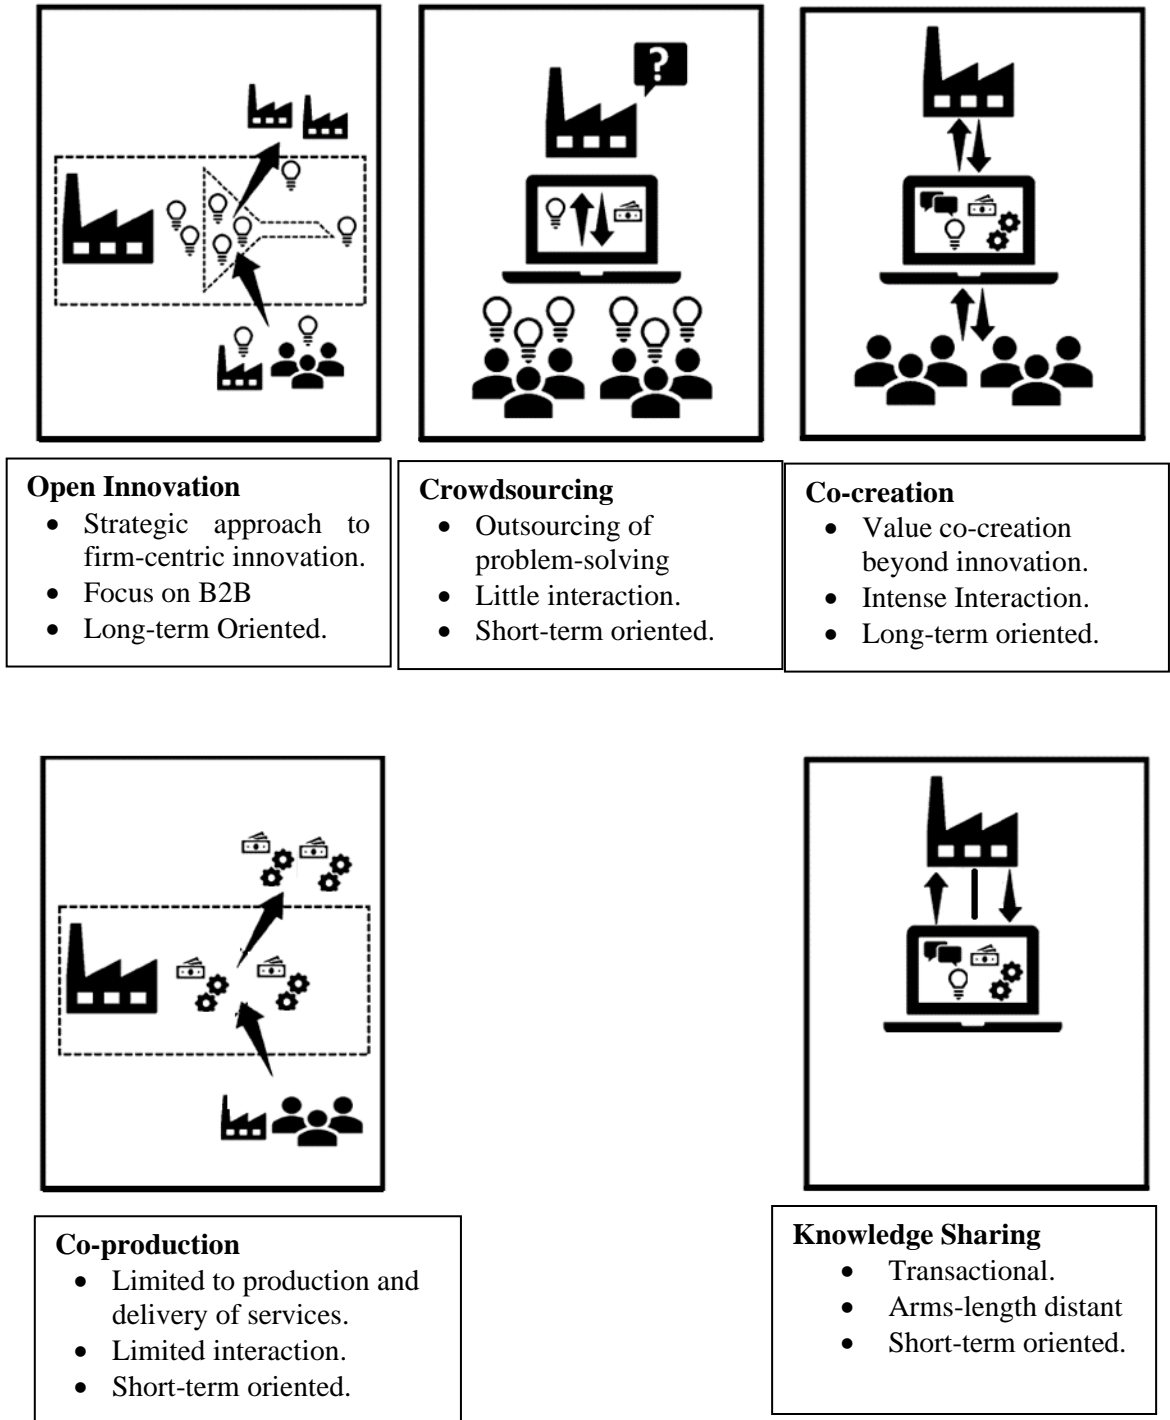 ?
Open Innovation
• Strategic approach to
firm-centric innovation.
• Focus on B2B
• Long-term Oriented.
Crowdsourcing
• Outsourcing of
problem-solving
• Little interaction.
• Short-term oriented.
Co-creation
• Value co-creation
beyond innovation.
• Intense Interaction.
• Long-term oriented.
Co-production
• Limited to production and
delivery of services.
• Limited interaction.
• Short-term oriented.
Knowledge Sharing
• Transactional.
• Arms-length distant
• Short-term oriented.